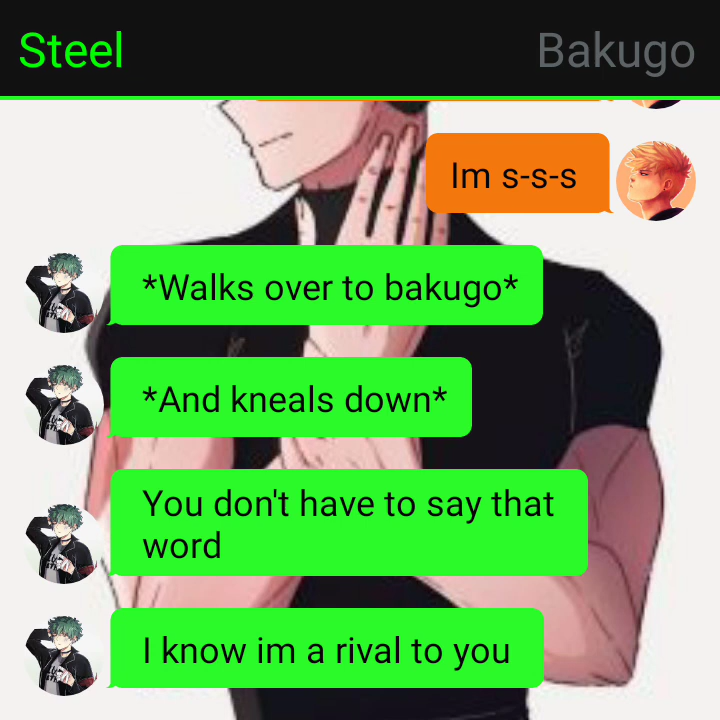 Steel Bakugo
Im s-s-s
*Walks over to bakugo*
*And kneals down*
You don't have to say that
word
I know im a rival to you